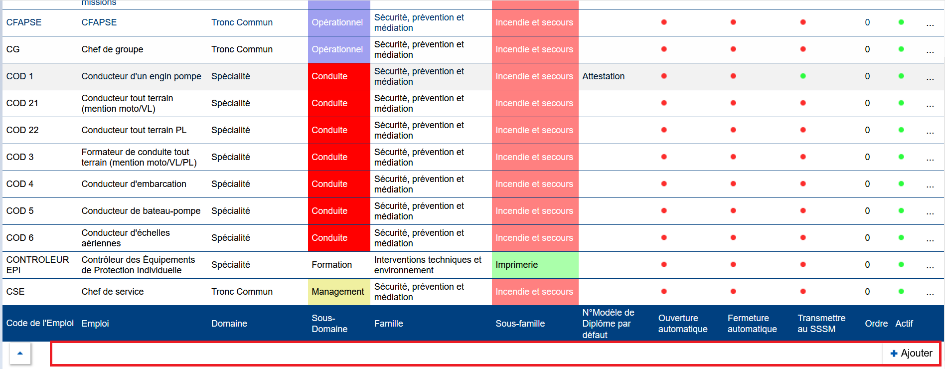 missions
CFAPSE CFAPSE Tronc Commun Opérationnel Sécurité, prévention et médiation Incendie et secours 0 ...
CG Chef de groupe Tronc Commun Opérationnel Sécurité, prévention et médiation Incendie et secours 0 ...
COD 1 Conducteur d'un engin pompe Spécialité Conduite Sécurité, prévention et médiation Incendie et secours Attestation 0 ...
COD 21 Conducteur tout terrain (mention moto/VL) Spécialité Conduite Sécurité, prévention et médiation Incendie et secours 0 ...
COD 22 Conducteur tout terrain PL Spécialité Conduite Sécurité, prévention et médiation Incendie et secours 0 ...
COD 3 Formateur de conduite tout terrain (mention moto/VL/PL) Spécialité Conduite Sécurité, prévention et médiation Incendie et secours 0 ...
COD 4 Conducteur d'embarcation Spécialité Conduite Sécurité, prévention et médiation Incendie et secours 0 ...
COD 5 Conducteur de bateau-pompe Spécialité Conduite Sécurité, prévention et médiation Incendie et secours 0 ...
COD 6 Conducteur d'échelles aériennes Spécialité Conduite Sécurité, prévention et médiation Incendie et secours 0 ...
CONTROLEUR EPI Contrôleur des Équipements de Protection Individuelle Spécialité Formation Interventions techniques et environnement Imprimerie 0 ...
CSE Chef de service Tronc Commun Management Sécurité, prévention et médiation Incendie et secours 0 ...
Code de l'Emploi Emploi Domaine Sous-Domaine Famille Sous-famille N°Modèle de Diplôme par défaut Ouverture automatique Fermeture automatique Transmettre au SSSM Ordre Actif
+ Ajouter